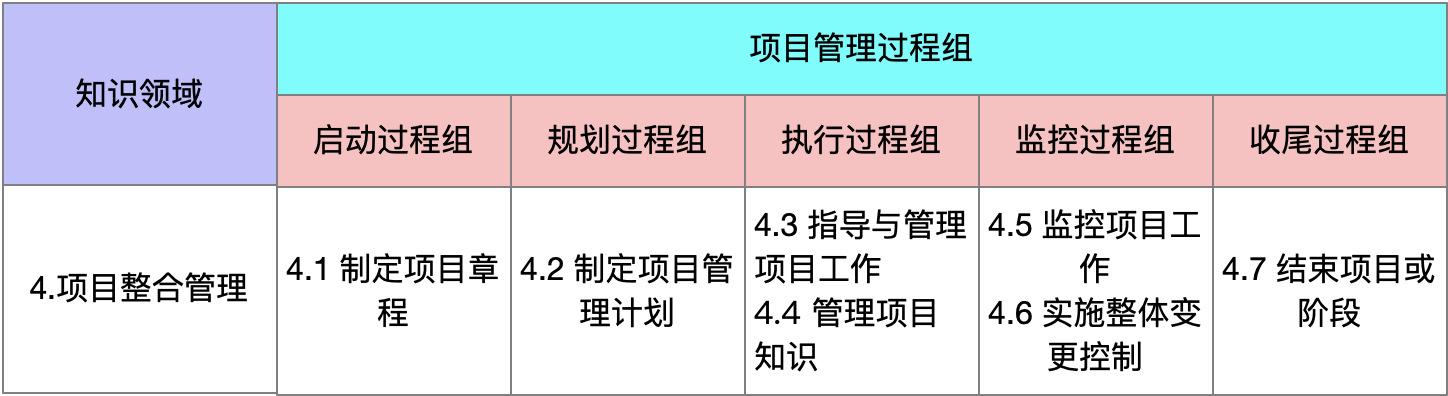 知识领域
项目管理过程组
启动过程组
规划过程组
执行过程组
监控过程组
收尾过程组
4.项目整合管理
4.1 制定项目章
程
4.2 制定项目管
理计划
4.3 指导与管理
项目工作
4.4 管理项目
知识
4.5 监控项目工
作
4.6 实施整体变
更控制
4.7 结束项目或
阶段